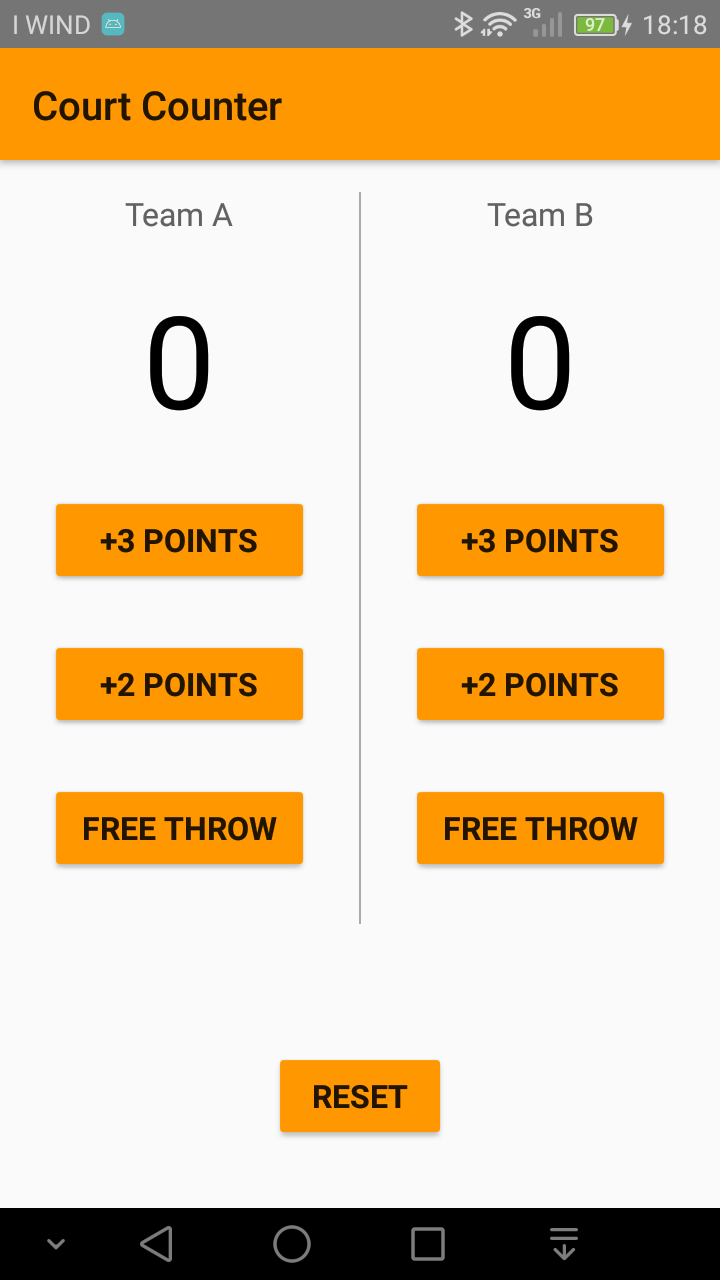 I WIND
3G
97
18:18
Court Counter
Team A
Team B
0
0
+3 POINTS
+3 POINTS
+2 POINTS
+2 POINTS
FREE THROW
FREE THROW
RESET